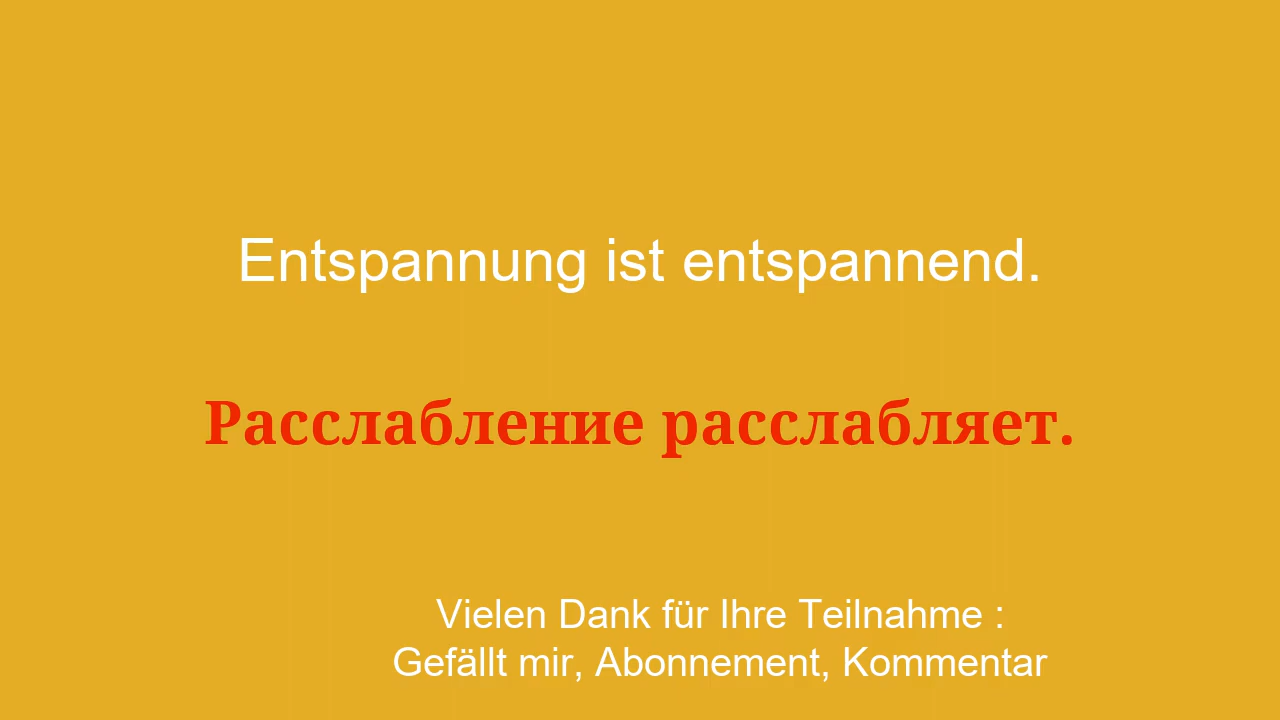 Entspannung ist entspannend.
Расслабление расслабляет.
Vielen Dank für Ihre Teilnahme :
Gefällt mir, Abonnement, Kommentar